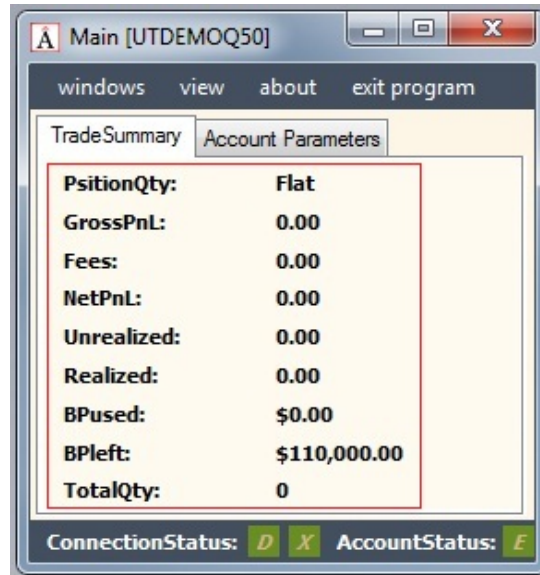 Å Main [UTDEMOQ50]
windows view about exit program
TradeSummary Account Parameters
PsitionQty: Flat
GrossPnL: 0.00
Fees: 0.00
NetPnL: 0.00
Unrealized: 0.00
Realized: 0.00
BPused: $0.00
BPleft: $110,000.00
TotalQty: 0
ConnectionStatus: D X AccountStatus: E